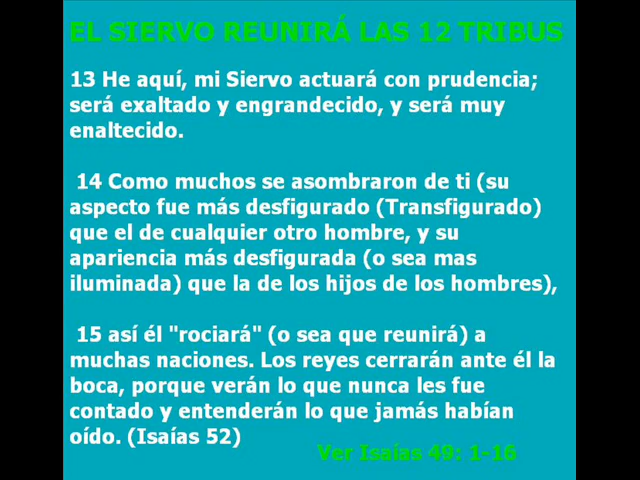 EL SIERVO REUNIRÁ LAS 12 TRIBUS
13 He aquí, mi Siervo actuará con prudencia;
será exaltado y engrandecido, y será muy
enaltecido.
14 Como muchos se asombraron de ti (su
aspecto fue más desfigurado (Transfigurado)
que el de cualquier otro hombre, y su
apariencia más desfigurada (o sea mas
iluminada) que la de los hijos de los hombres),
15 así él "rociará" (o sea que reunirá) a
muchas naciones. Los reyes cerrarán ante él la
boca, porque verán lo que nunca les fue
contado y entenderán lo que jamás habían
oído. (Isaías 52)
Ver Isaías 49: 1-16